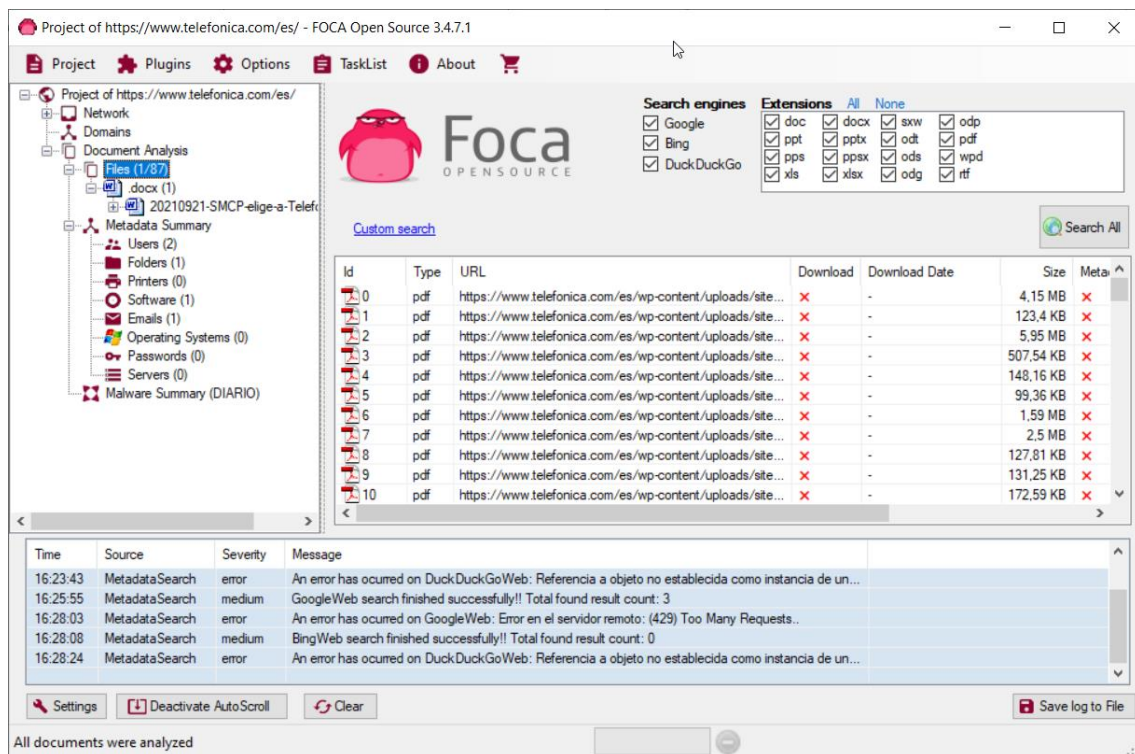 Project of https://www.telefonica.com/es/ - FOCA Open Source 3.4.7.1
Project Plugins Options TaskList About
Project of https://www.telefonica.com/es/
Network
Domains
Document Analysis
Files (1/87)
.docx (1)
20210921-SMCP-elige-a-Telefo
Metadata Summary
Users (2)
Folders (1)
Printers (0)
Software (1)
Emails (1)
Operating Systems (0)
Passwords (0)
Servers (0)
Malware Summary (DIARIO)
Foca
OPENSOURCE
Search engines
Google
Bing
DuckDuckGo
Extensions All None
doc docx sxw odp
ppt pptx odt pdf
pps ppsx ods wpd
xls xlsx odg rtf
Custom search
Search All
Id Type URL Download Download Date Size Meta
0 pdf https://www.telefonica.com/es/wp-content/uploads/site... - 4,15 MB
1 pdf https://www.telefonica.com/es/wp-content/uploads/site... - 123,4 KB
2 pdf https://www.telefonica.com/es/wp-content/uploads/site... - 5,95 MB
3 pdf https://www.telefonica.com/es/wp-content/uploads/site... - 507,54 KB
4 pdf https://www.telefonica.com/es/wp-content/uploads/site... - 148,16 KB
5 pdf https://www.telefonica.com/es/wp-content/uploads/site... - 99,36 KB
6 pdf https://www.telefonica.com/es/wp-content/uploads/site... - 1,59 MB
7 pdf https://www.telefonica.com/es/wp-content/uploads/site... - 2,5 MB
8 pdf https://www.telefonica.com/es/wp-content/uploads/site... - 127,81 KB
9 pdf https://www.telefonica.com/es/wp-content/uploads/site... - 131,25 KB
10 pdf https://www.telefonica.com/es/wp-content/uploads/site... - 172,59 KB
Time Source Severity Message
16:23:43 MetadataSearch error An error has ocurred on DuckDuckGoWeb: Referencia a objeto no establecida como instancia de un...
16:25:55 MetadataSearch medium GoogleWeb search finished successfully!! Total found result count: 3
16:28:03 MetadataSearch error An error has ocurred on GoogleWeb: Error en el servidor remoto: (429) Too Many Requests..
16:28:08 MetadataSearch medium BingWeb search finished successfully!! Total found result count: 0
16:28:24 MetadataSearch error An error has ocurred on DuckDuckGoWeb: Referencia a objeto no establecida como instancia de un...
Settings Deactivate AutoScroll Clear Save log to File
All documents were analyzed